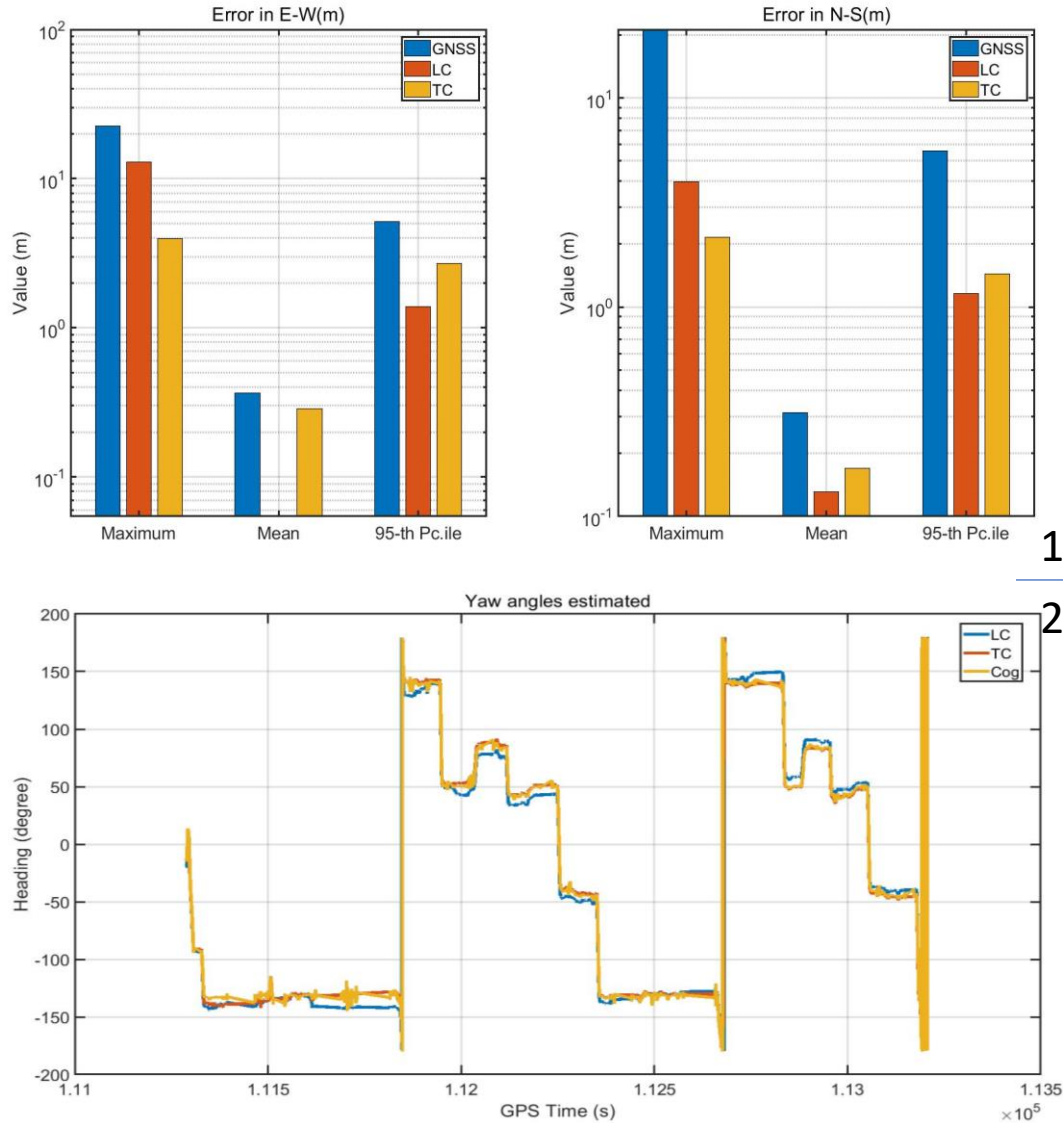 Error in E-W(m)
10^2
10^1
10^0
10^-1
Value (m)
GNSS
LC
TC
Maximum Mean 95-th Pc.ile
Error in N-S(m)
10^1
10^0
10^-1
Value (m)
GNSS
LC
TC
Maximum Mean 95-th Pc.ile
1
2
Yaw angles estimated
200
150
100
50
0
-50
-100
-150
-200
Heading (degree)
LC
TC
Cog
1.11 1.115 1.12 1.125 1.13 1.135
GPS Time (s)
×10^5